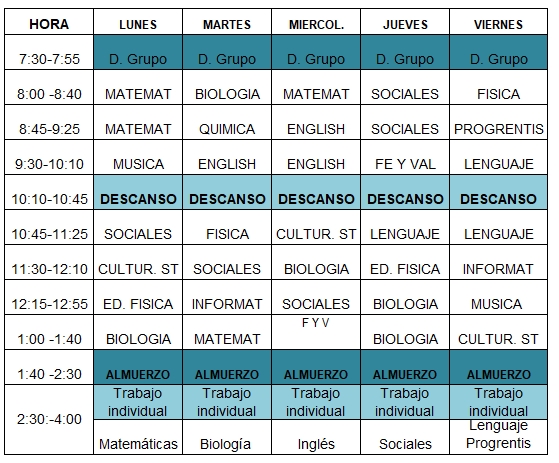 HORA LUNES MARTES MIERCOL. JUEVES VIERNES
7:30-7:55 D. Grupo D. Grupo D. Grupo D. Grupo D. Grupo
8:00 -8:40 MATEMAT BIOLOGIA MATEMAT SOCIALES FISICA
8:45-9:25 MATEMAT QUIMICA ENGLISH SOCIALES PROGRENTIS
9:30-10:10 MUSICA ENGLISH ENGLISH FE Y VAL LENGUAJE
10:10-10:45 DESCANSO DESCANSO DESCANSO DESCANSO DESCANSO
10:45-11:25 SOCIALES FISICA CULTUR. ST LENGUAJE LENGUAJE
11:30-12:10 CULTUR. ST SOCIALES BIOLOGIA ED. FISICA INFORMAT
12:15-12:55 ED. FISICA INFORMAT SOCIALES BIOLOGIA MUSICA
F Y V
1:00 -1:40 BIOLOGIA MATEMAT BIOLOGIA CULTUR. ST
1:40 -2:30 ALMUERZO ALMUERZO ALMUERZO ALMUERZO ALMUERZO
Trabajo Trabajo Trabajo Trabajo Trabajo
individual individual individual individual individual
2:30:-4:00
Lenguaje
Matemáticas Biología Inglés Sociales Progrentis